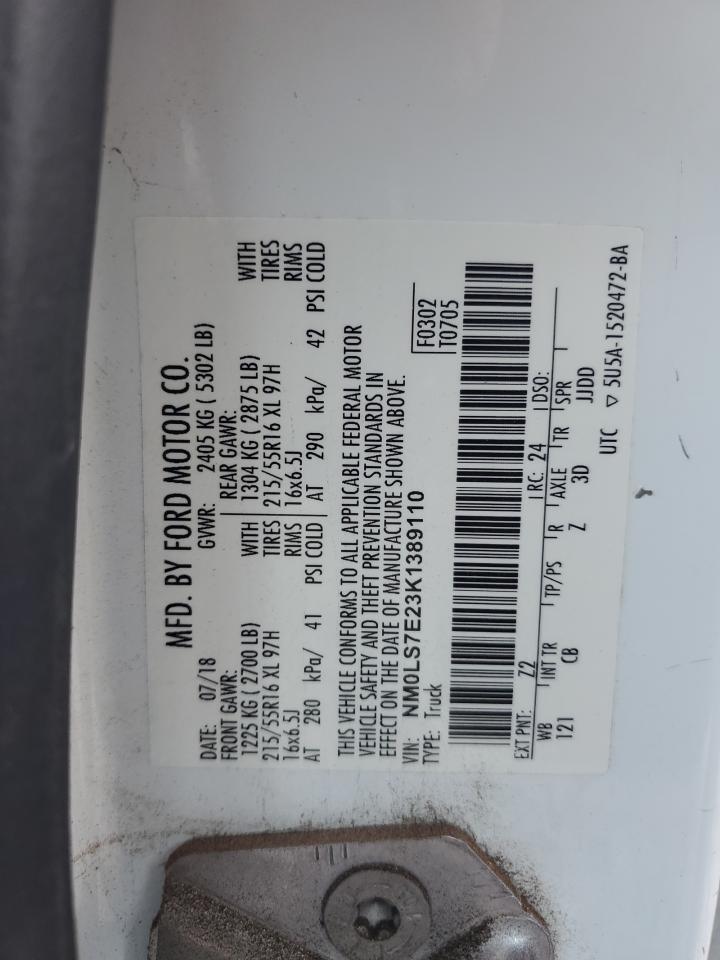 MFD. BY FORD MOTOR CO.
DATE: 07/18 GVWR: 2405 KG ( 5302 LB)
FRONT GAWR: REAR GAWR:
1225 KG (2700 LB) WITH 1304 KG ( 2875 LB) WITH
215/55R16 XL 97H TIRES 215/55R16 XL 97H TIRES
16x6.5J RIMS 16x6.5J RIMS
AT 280 kPa/ 41 PSI COLD AT 290 kPa/ 42 PSI COLD
THIS VEHICLE CONFORMS TO ALL APPLICABLE FEDERAL MOTOR
VEHICLE SAFETY AND THEFT PREVENTION STANDARDS IN
EFFECT ON THE DATE OF MANUFACTURE SHOWN ABOVE.
VIN: NM0LS7E23K1389110 F0302
TYPE: Truck T0705
EXT PNT: Z2 RC: 24 DSO:
WB INT TR TP/PS R AXLE TR SPR
121 CB Z 3D JJDD
UTC ▽ 5U5A-1520472-BA